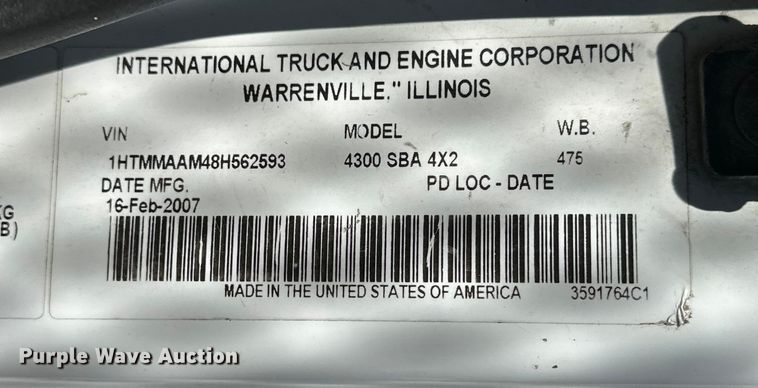 INTERNATIONAL TRUCK AND ENGINE CORPORATION
WARRENVILLE." ILLINOIS
VIN MODEL W.B.
1HTMMAAM48H562593 4300 SBA 4X2 475
DATE MFG. PD LOC - DATE
16-Feb-2007
KG
B)
MADE IN THE UNITED STATES OF AMERICA 3591764C1
Purple Wave Auction